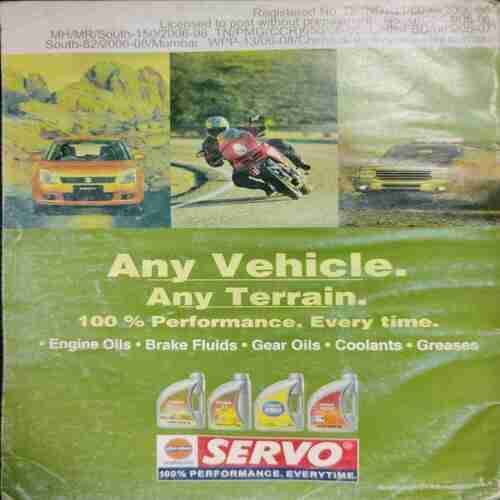 Registered No.
Licensed to post without prepayment
MH/MR/South-150/2006-08
South-82/2006-08/Mumbai
Any Vehicle.
Any Terrain.
100 % Performance. Every time.
• Engine Oils • Brake Fluids • Gear Oils • Coolants • Greases
SERVO®
100% PERFORMANCE. EVERYTIME.